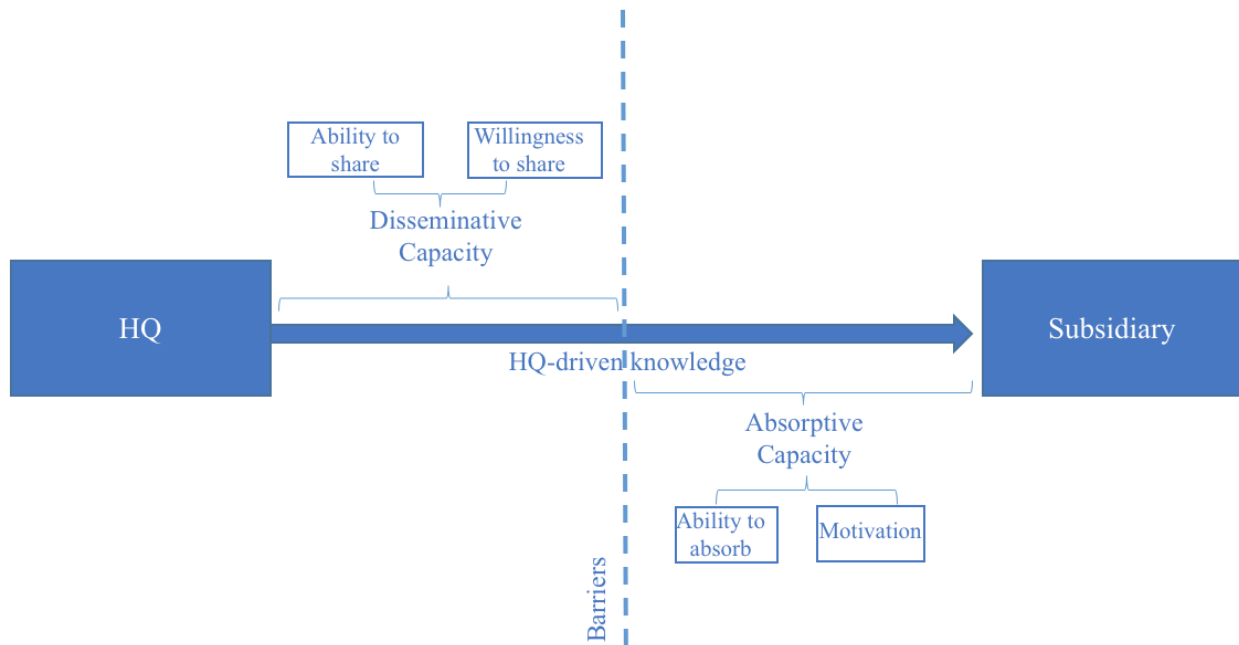 Ability to
share
Willingness
to share
Disseminative
Capacity
HQ
Subsidiary
HQ-driven knowledge
Absorptive
Capacity
Ability to
absorb
Motivation
Barriers